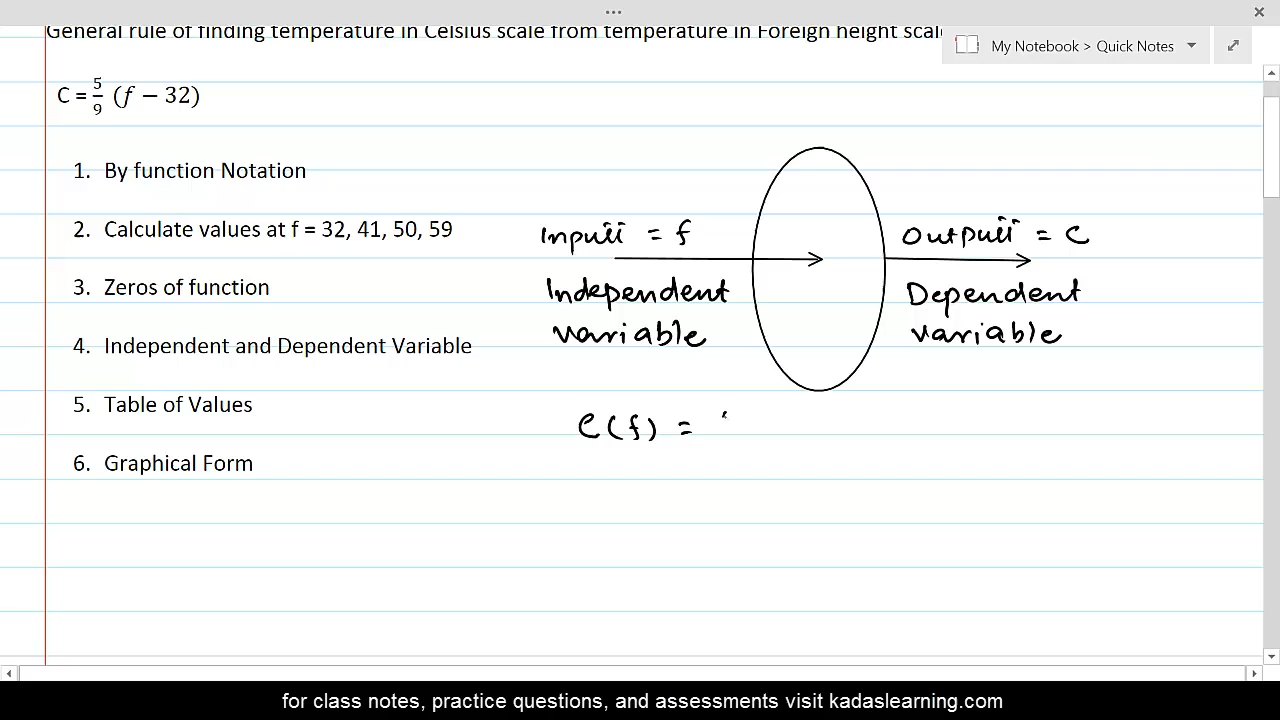 General rule of finding temperature in Celsius scale from temperature in Foreign height scale
My Notebook > Quick Notes
C = 5/9 (f − 32)
1. By function Notation
2. Calculate values at f = 32, 41, 50, 59
3. Zeros of function
4. Independent and Dependent Variable
5. Table of Values
6. Graphical Form
Input = f
Independent
variable
Output = C
Dependent
variable
C(f) =
for class notes, practice questions, and assessments visit kadaslearning.com